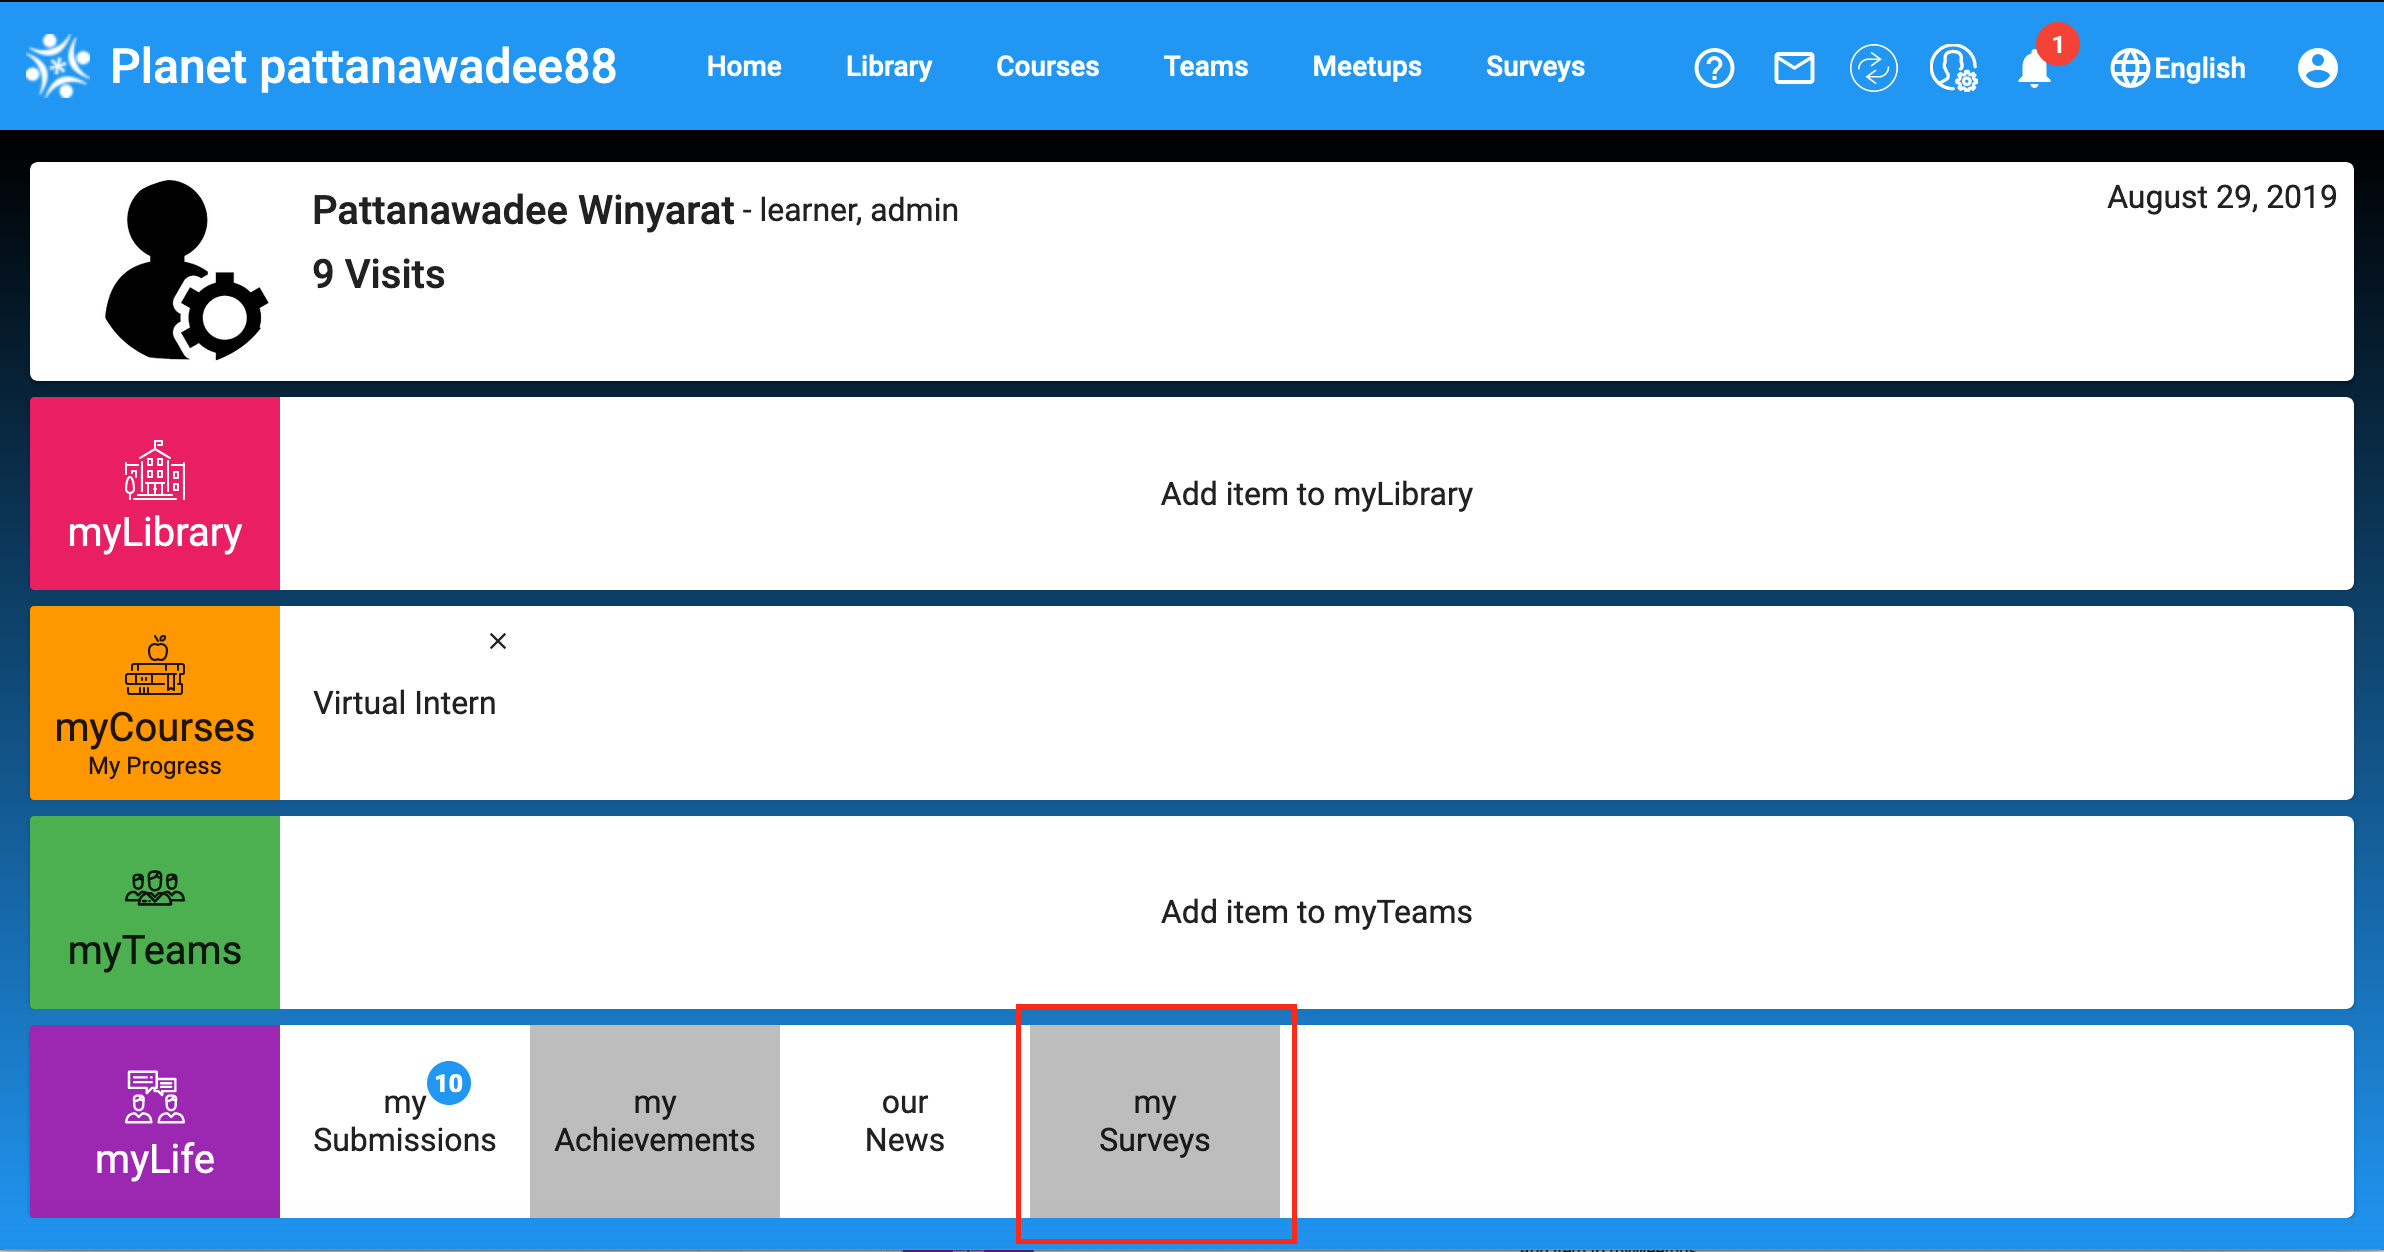 Planet pattanawadee88
Home Library Courses Teams Meetups Surveys
1
English
Pattanawadee Winyarat - learner, admin
August 29, 2019
9 Visits
myLibrary
Add item to myLibrary
myCourses
My Progress
Virtual Intern
myTeams
Add item to myTeams
myLife
my 10
Submissions
my
Achievements
our
News
my
Surveys